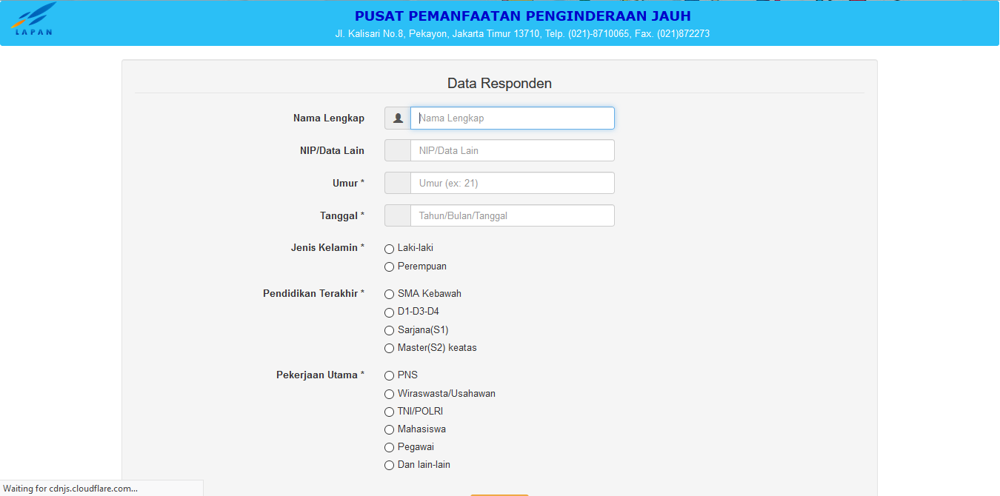 LAPAN
PUSAT PEMANFAATAN PENGINDERAAN JAUH
Jl. Kalisari No.8, Pekayon, Jakarta Timur 13710, Telp. (021)-8710065, Fax. (021)872273
Data Responden
Nama Lengkap Nama Lengkap
NIP/Data Lain NIP/Data Lain
Umur * Umur (ex: 21)
Tanggal * Tahun/Bulan/Tanggal
Jenis Kelamin * Laki-laki
Perempuan
Pendidikan Terakhir * SMA Kebawah
D1-D3-D4
Sarjana(S1)
Master(S2) keatas
Pekerjaan Utama * PNS
Wiraswasta/Usahawan
TNI/POLRI
Mahasiswa
Pegawai
Dan lain-lain
Waiting for cdnjs.cloudflare.com...